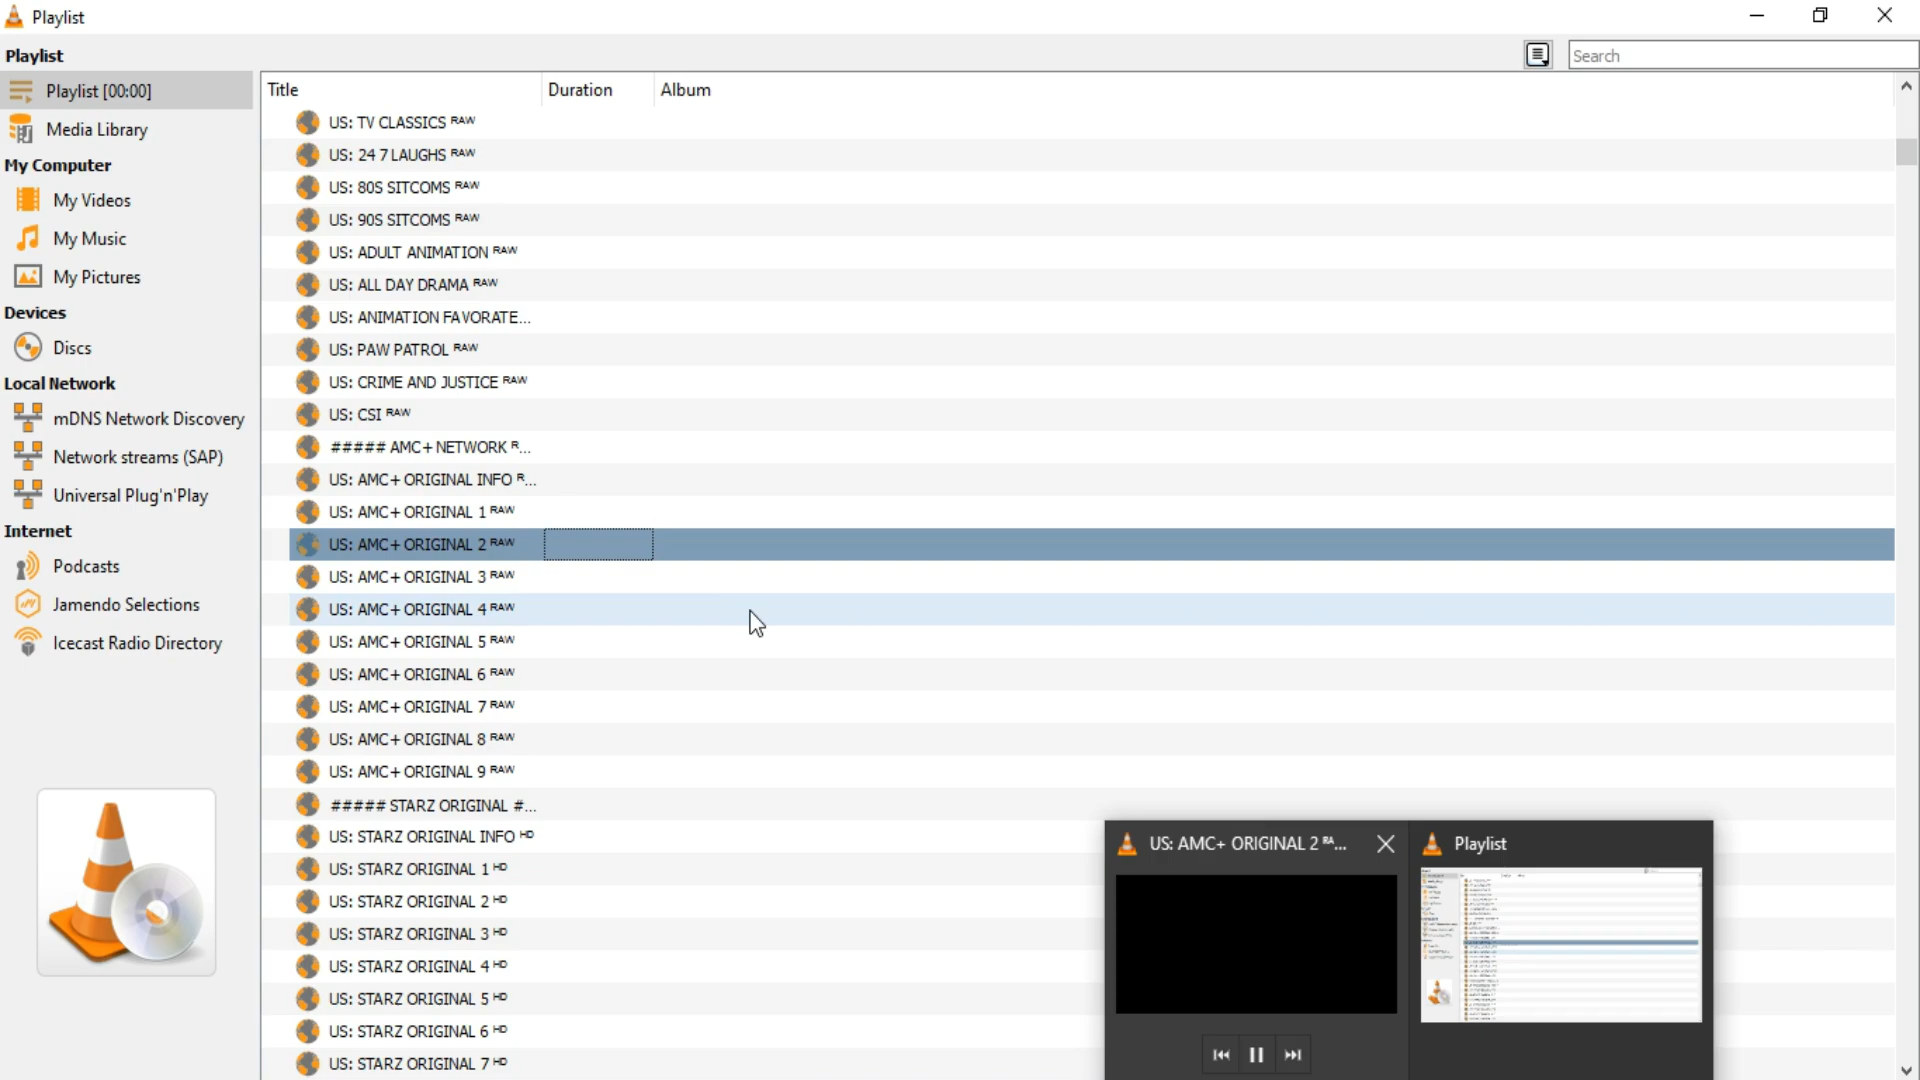 Playlist
Playlist
Search
Playlist [00:00]
Media Library
My Computer
My Videos
My Music
My Pictures
Devices
Discs
Local Network
mDNS Network Discovery
Network streams (SAP)
Universal Plug'n'Play
Internet
Podcasts
Jamendo Selections
Icecast Radio Directory
Title Duration Album
US: TV CLASSICS ᴿᴬᵂ
US: 24 7 LAUGHS ᴿᴬᵂ
US: 80S SITCOMS ᴿᴬᵂ
US: 90S SITCOMS ᴿᴬᵂ
US: ADULT ANIMATION ᴿᴬᵂ
US: ALL DAY DRAMA ᴿᴬᵂ
US: ANIMATION FAVORATE...
US: PAW PATROL ᴿᴬᵂ
US: CRIME AND JUSTICE ᴿᴬᵂ
US: CSI ᴿᴬᵂ
##### AMC+ NETWORK ᴿ...
US: AMC+ ORIGINAL INFO ᴿ...
US: AMC+ ORIGINAL 1 ᴿᴬᵂ
US: AMC+ ORIGINAL 2 ᴿᴬᵂ
US: AMC+ ORIGINAL 3 ᴿᴬᵂ
US: AMC+ ORIGINAL 4 ᴿᴬᵂ
US: AMC+ ORIGINAL 5 ᴿᴬᵂ
US: AMC+ ORIGINAL 6 ᴿᴬᵂ
US: AMC+ ORIGINAL 7 ᴿᴬᵂ
US: AMC+ ORIGINAL 8 ᴿᴬᵂ
US: AMC+ ORIGINAL 9 ᴿᴬᵂ
##### STARZ ORIGINAL #...
US: STARZ ORIGINAL INFO ᴴᴰ
US: STARZ ORIGINAL 1 ᴴᴰ
US: STARZ ORIGINAL 2 ᴴᴰ
US: STARZ ORIGINAL 3 ᴴᴰ
US: STARZ ORIGINAL 4 ᴴᴰ
US: STARZ ORIGINAL 5 ᴴᴰ
US: STARZ ORIGINAL 6 ᴴᴰ
US: STARZ ORIGINAL 7 ᴴᴰ
US: AMC+ ORIGINAL 2 ᴿᴬ...
Playlist